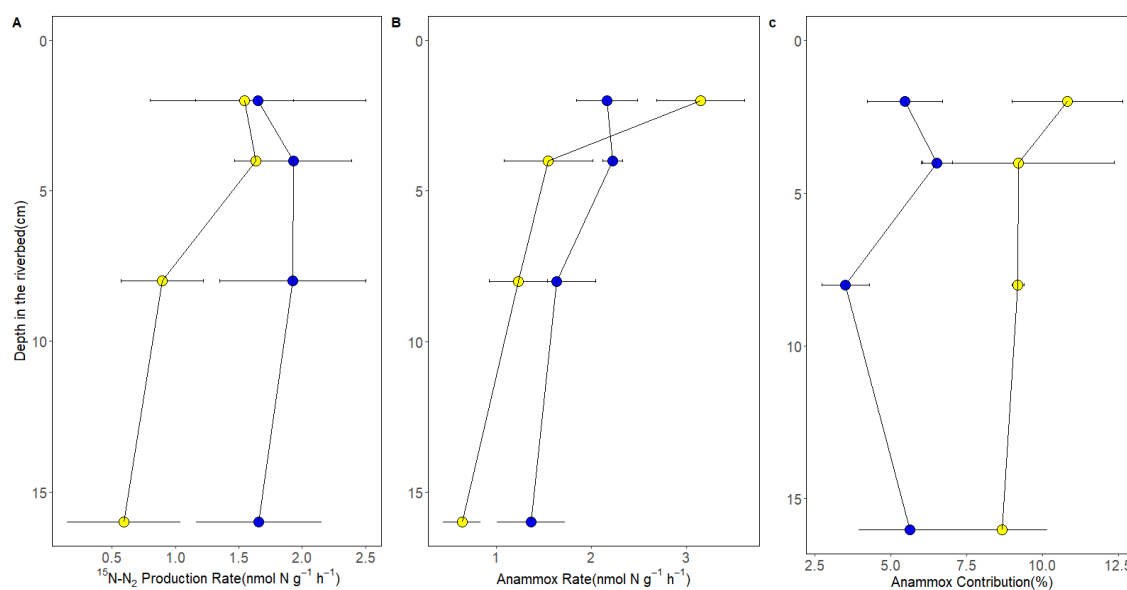 A
B
c
0
5
10
15
Depth in the riverbed(cm)
0.5 1.0 1.5 2.0 2.5
¹⁵N-N₂ Production Rate(nmol N g⁻¹ h⁻¹)
0
5
10
15
1 2 3
Anammox Rate(nmol N g⁻¹ h⁻¹)
0
5
10
15
2.5 5.0 7.5 10.0 12.5
Anammox Contribution(%)